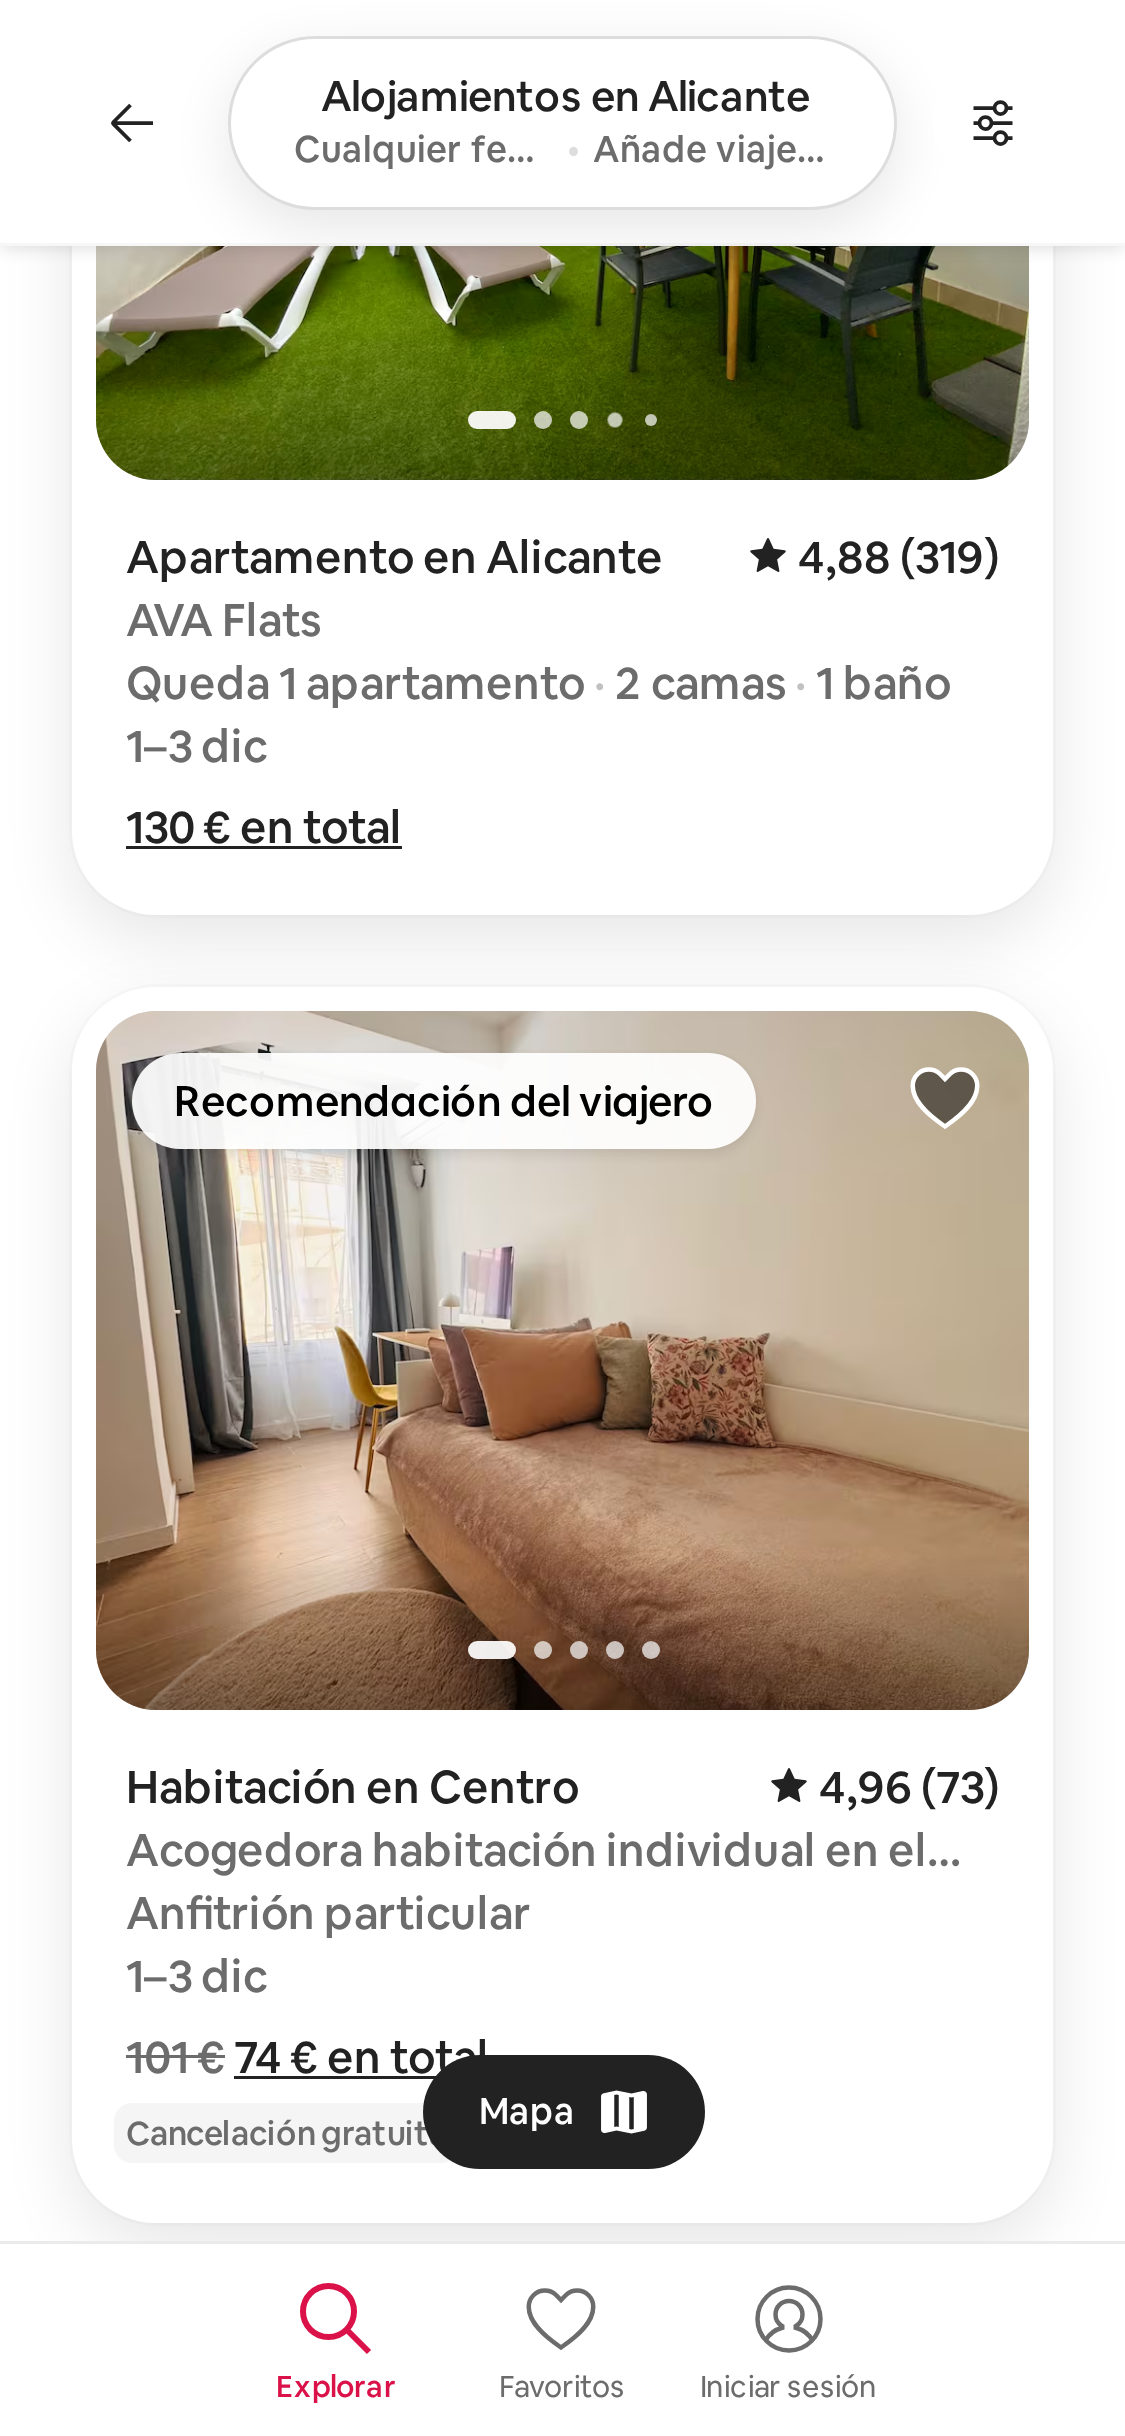 Alojamientos en Alicante
Cualquier fe... • Añade viaje...
Apartamento en Alicante ★ 4,88 (319)
AVA Flats
Queda 1 apartamento · 2 camas · 1 baño
1–3 dic
130 € en total
Recomendación del viajero
Habitación en Centro ★ 4,96 (73)
Acogedora habitación individual en el...
Anfitrión particular
1–3 dic
101 € 74 € en total
Cancelación gratuit
Mapa
Explorar
Favoritos
Iniciar sesión